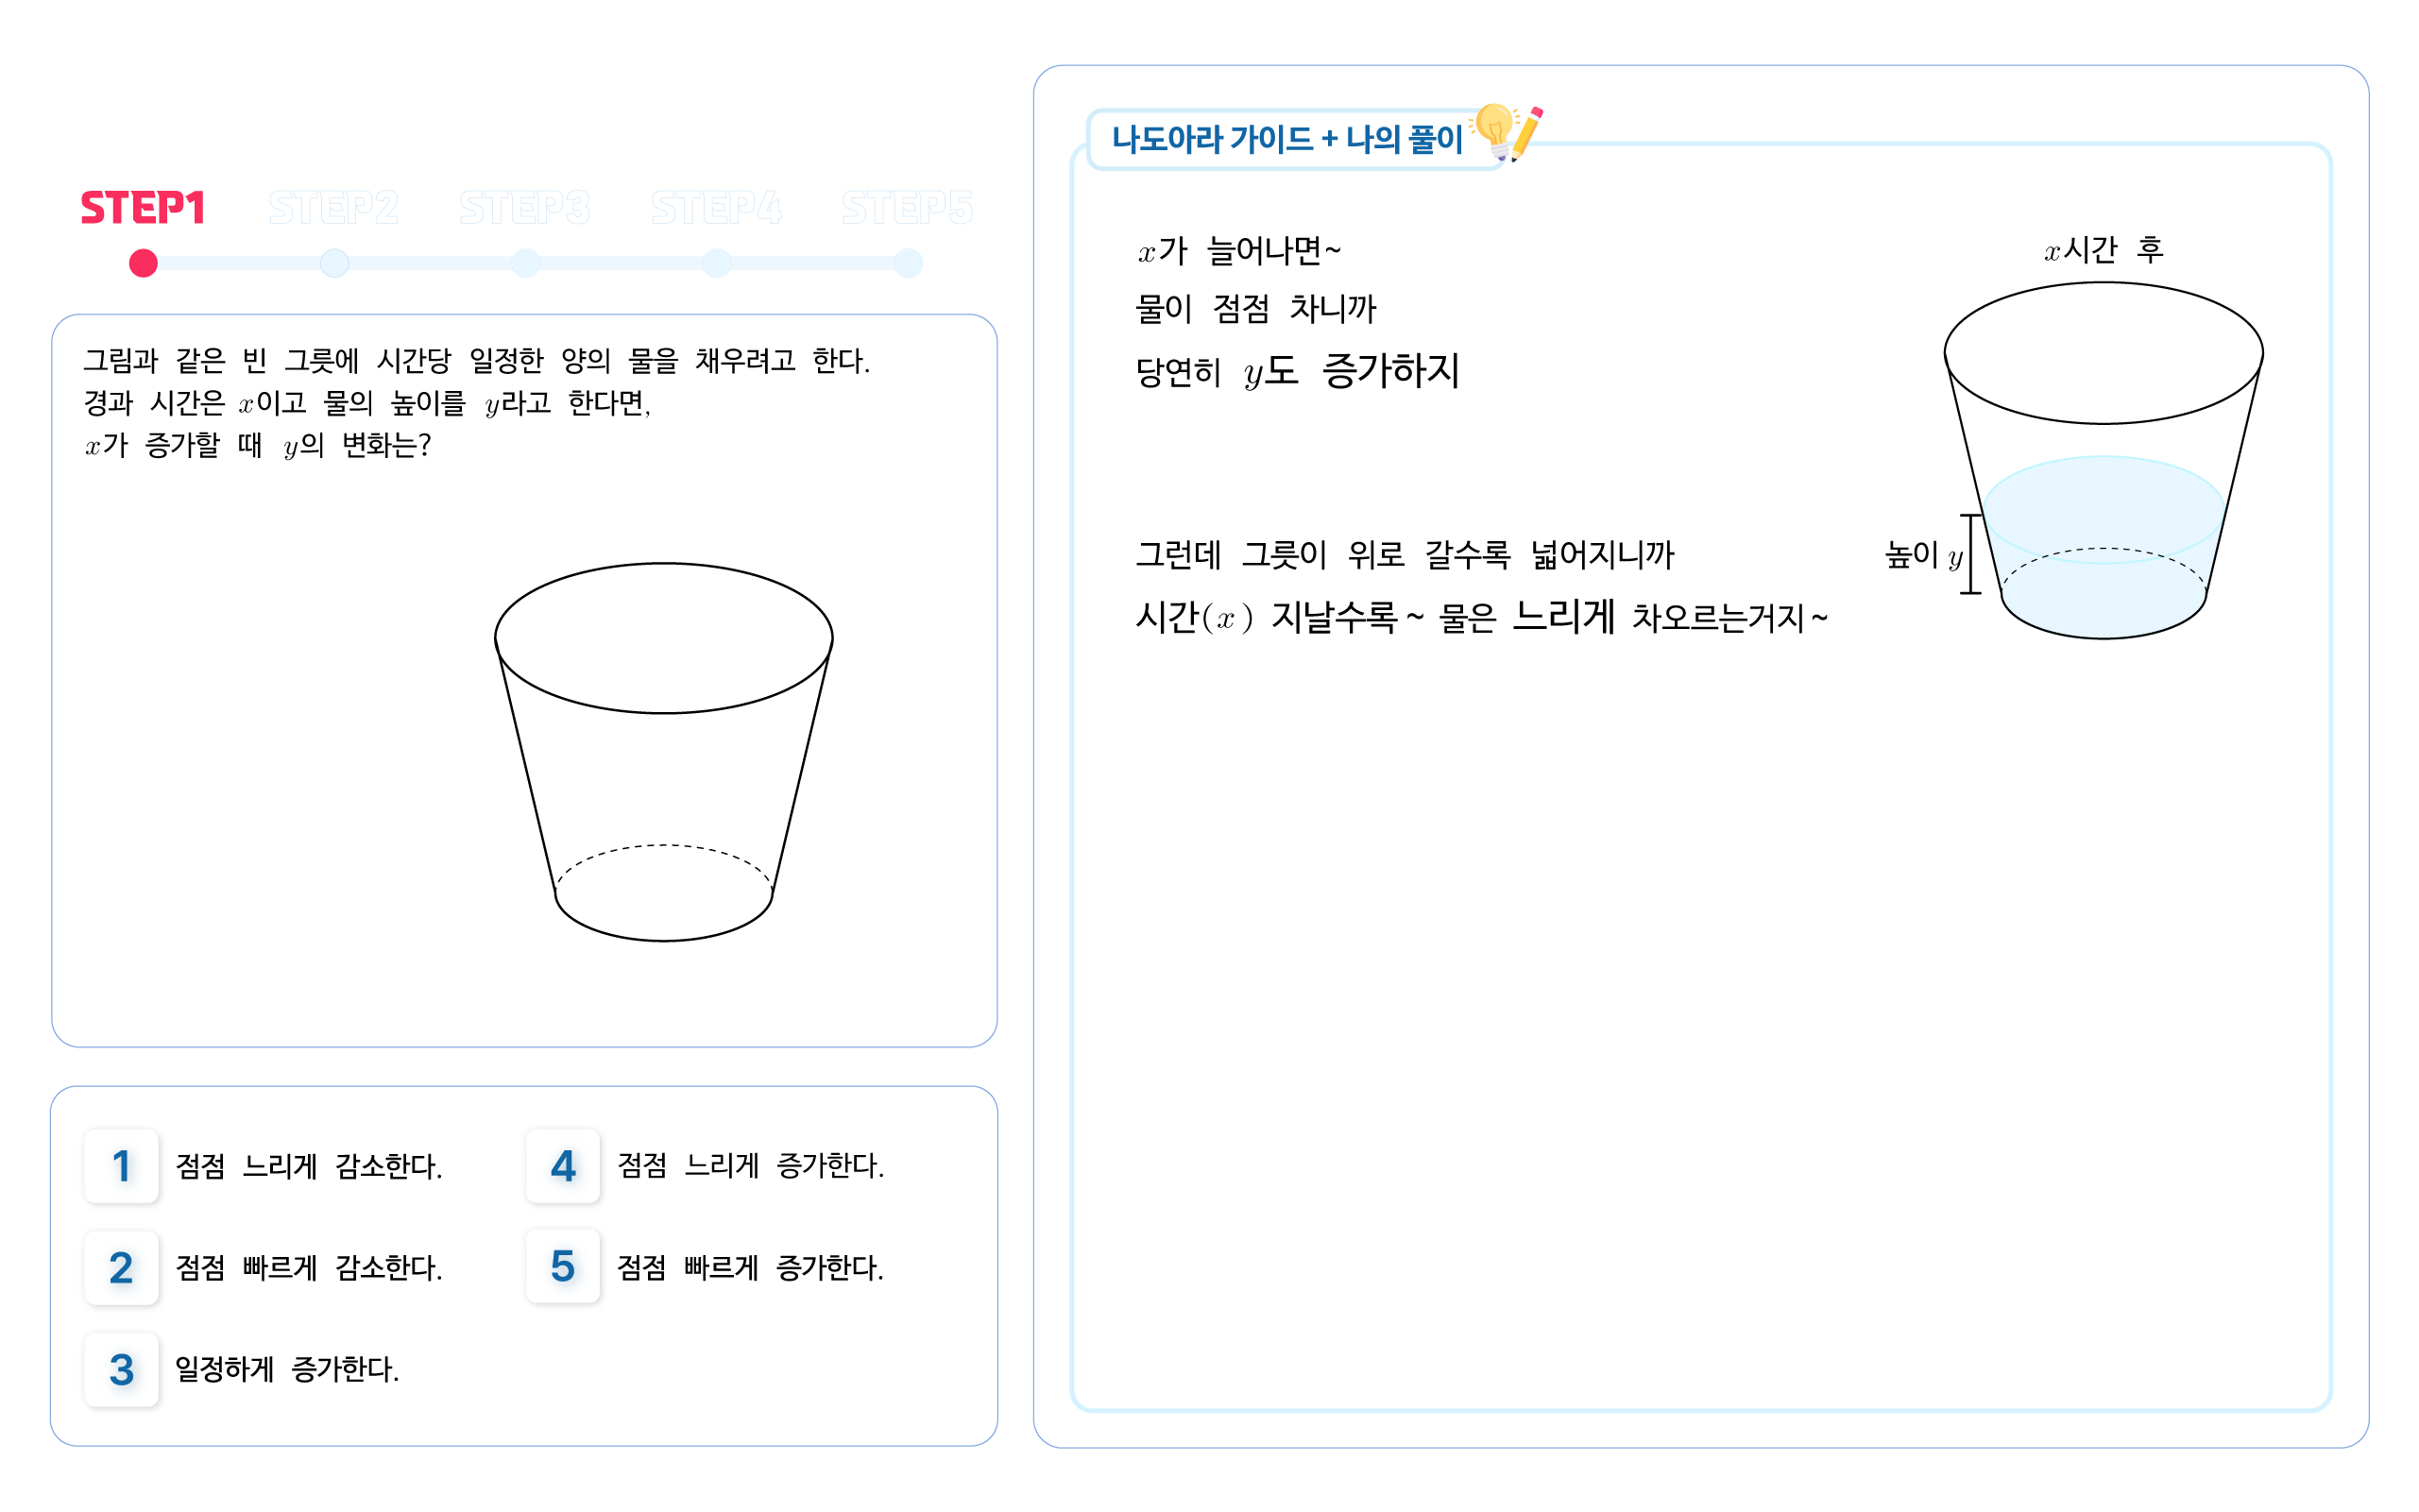 STEP1 STEP2 STEP3 STEP4 STEP5
그림과 같은 빈 그릇에 시간당 일정한 양의 물을 채우려고 한다.
경과 시간은 x이고 물의 높이를 y라고 한다면,
x가 증가할 때 y의 변화는?
1 점점 느리게 감소한다.
2 점점 빠르게 감소한다.
3 일정하게 증가한다.
4 점점 느리게 증가한다.
5 점점 빠르게 증가한다.
나도아라 가이드 + 나의 풀이
x가 늘어나면~
물이 점점 차니까
당연히 y도 증가하지
그런데 그릇이 위로 갈수록 넓어지니까
시간(x) 지날수록~ 물은 느리게 차오르는거지~
x시간 후
높이 y